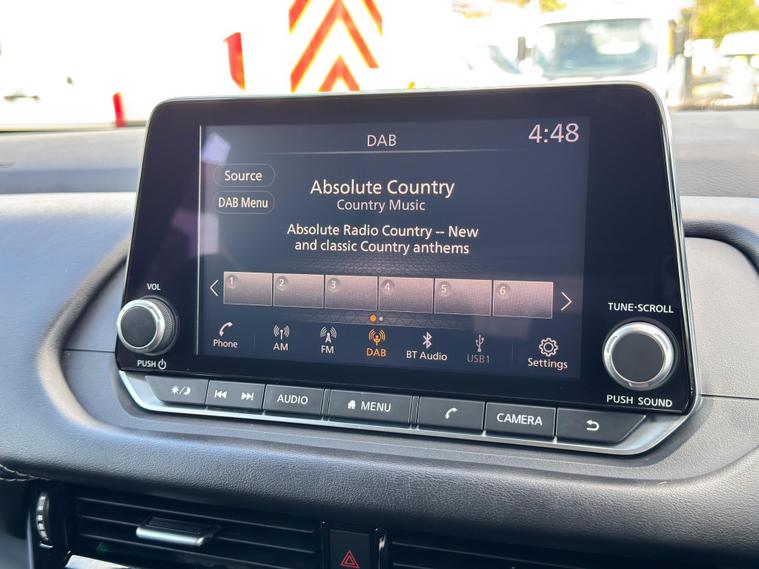 DAB
4:48
Source
DAB Menu
Absolute Country
Country Music
Absolute Radio Country -- New
and classic Country anthems
1 2 3 4 5 6
Phone
AM
FM
DAB
BT Audio
USB1
Settings
VOL
PUSH
TUNE·SCROLL
PUSH SOUND
AUDIO
MENU
CAMERA